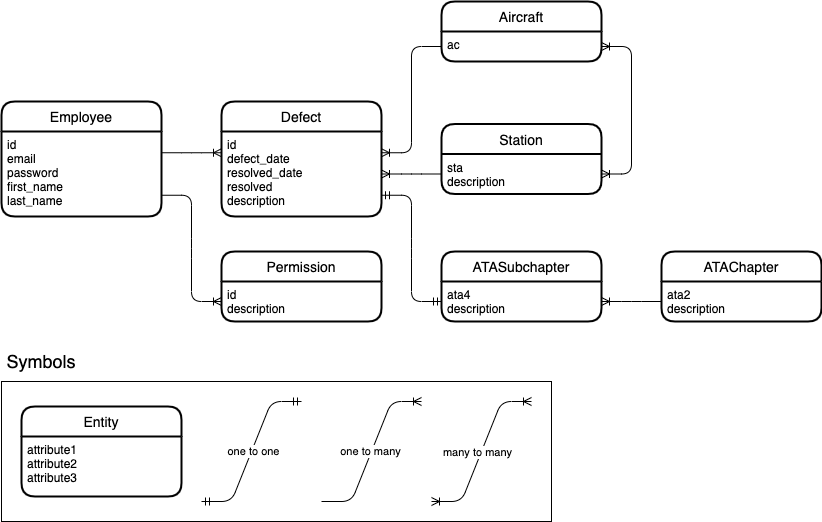 Aircraft
ac
Employee
id
email
password
first_name
last_name
Defect
id
defect_date
resolved_date
resolved
description
Station
sta
description
Permission
id
description
ATASubchapter
ata4
description
ATAChapter
ata2
description
Symbols
Entity
attribute1
attribute2
attribute3
one to one
one to many
many to many